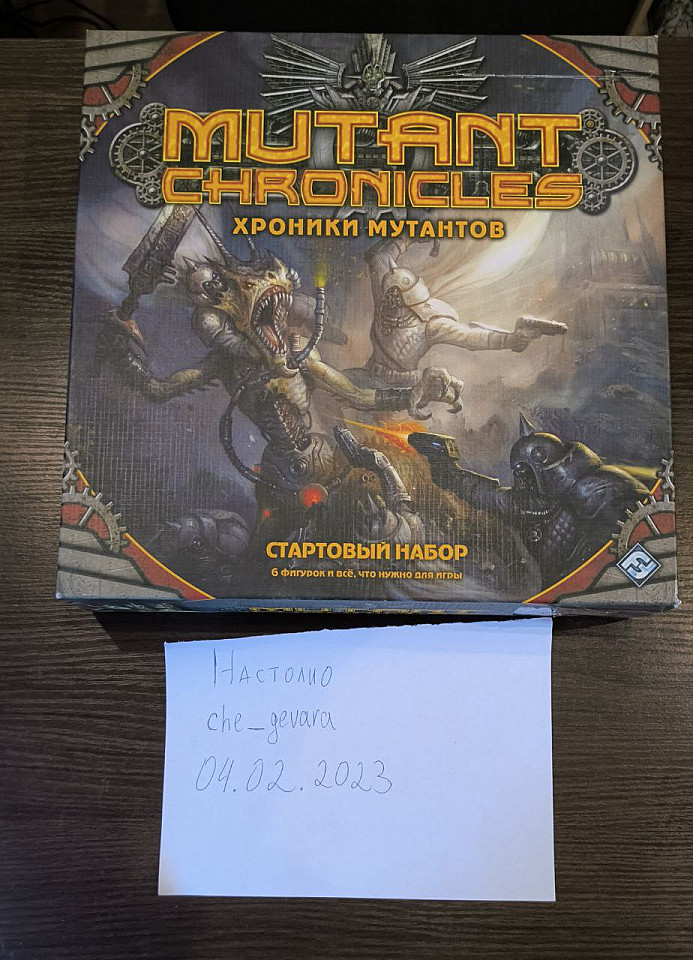 MUTANT
CHRONICLES
ХРОНИКИ МУТАНТОВ
СТАРТОВЫЙ НАБОР
6 фигурок и всё, что нужно для игры
Настолио
che_gevara
04.02.2023